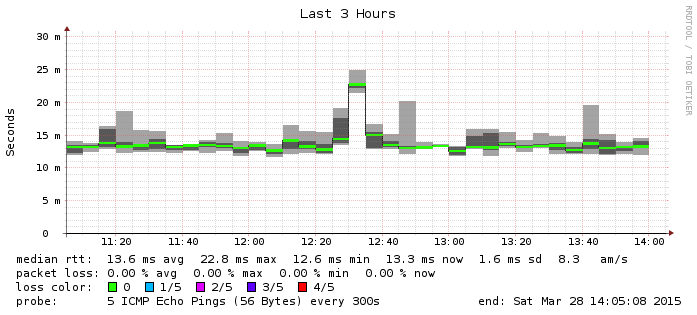 Last 3 Hours
RRDTOOL / TOBI OETIKER
Seconds
30 m
25 m
20 m
15 m
10 m
5 m
0
11:20 11:40 12:00 12:20 12:40 13:00 13:20 13:40 14:00
median rtt: 13.6 ms avg 22.8 ms max 12.6 ms min 13.3 ms now 1.6 ms sd 8.3 am/s
packet loss: 0.00 % avg 0.00 % max 0.00 % min 0.00 % now
loss color: 0 1/5 2/5 3/5 4/5
probe: 5 ICMP Echo Pings (56 Bytes) every 300s end: Sat Mar 28 14:05:08 2015